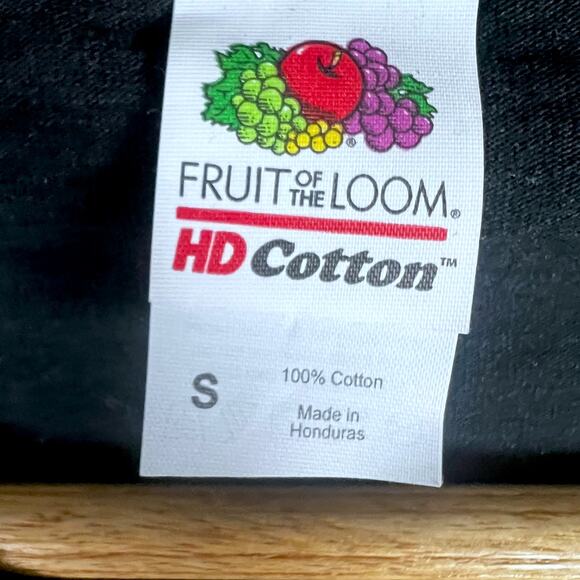 FRUIT OF THE LOOM®
HD Cotton™
S
100% Cotton
Made in
Honduras